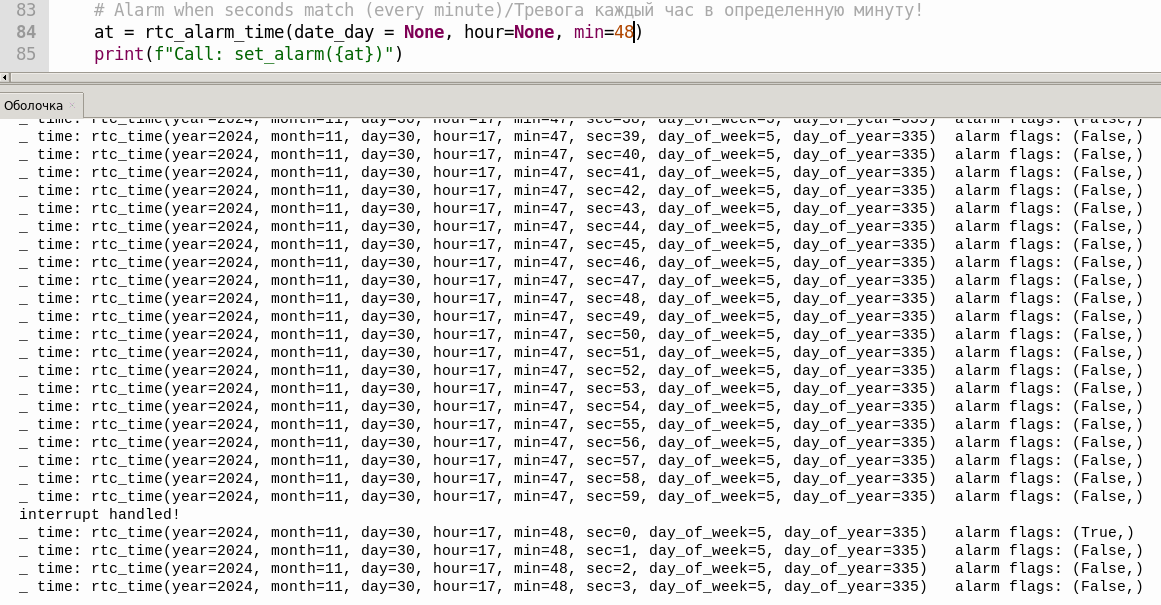 83 # Alarm when seconds match (every minute)/Тревога каждый час в определенную минуту!
84 at = rtc_alarm_time(date_day = None, hour=None, min=48)
85 print(f"Call: set_alarm({at})")
Оболочка ×
_ time: rtc_time(year=2024, month=11, day=30, hour=17, min=47, sec=38, day_of_week=5, day_of_year=335) alarm flags: (False,)
_ time: rtc_time(year=2024, month=11, day=30, hour=17, min=47, sec=39, day_of_week=5, day_of_year=335) alarm flags: (False,)
_ time: rtc_time(year=2024, month=11, day=30, hour=17, min=47, sec=40, day_of_week=5, day_of_year=335) alarm flags: (False,)
_ time: rtc_time(year=2024, month=11, day=30, hour=17, min=47, sec=41, day_of_week=5, day_of_year=335) alarm flags: (False,)
_ time: rtc_time(year=2024, month=11, day=30, hour=17, min=47, sec=42, day_of_week=5, day_of_year=335) alarm flags: (False,)
_ time: rtc_time(year=2024, month=11, day=30, hour=17, min=47, sec=43, day_of_week=5, day_of_year=335) alarm flags: (False,)
_ time: rtc_time(year=2024, month=11, day=30, hour=17, min=47, sec=44, day_of_week=5, day_of_year=335) alarm flags: (False,)
_ time: rtc_time(year=2024, month=11, day=30, hour=17, min=47, sec=45, day_of_week=5, day_of_year=335) alarm flags: (False,)
_ time: rtc_time(year=2024, month=11, day=30, hour=17, min=47, sec=46, day_of_week=5, day_of_year=335) alarm flags: (False,)
_ time: rtc_time(year=2024, month=11, day=30, hour=17, min=47, sec=47, day_of_week=5, day_of_year=335) alarm flags: (False,)
_ time: rtc_time(year=2024, month=11, day=30, hour=17, min=47, sec=48, day_of_week=5, day_of_year=335) alarm flags: (False,)
_ time: rtc_time(year=2024, month=11, day=30, hour=17, min=47, sec=49, day_of_week=5, day_of_year=335) alarm flags: (False,)
_ time: rtc_time(year=2024, month=11, day=30, hour=17, min=47, sec=50, day_of_week=5, day_of_year=335) alarm flags: (False,)
_ time: rtc_time(year=2024, month=11, day=30, hour=17, min=47, sec=51, day_of_week=5, day_of_year=335) alarm flags: (False,)
_ time: rtc_time(year=2024, month=11, day=30, hour=17, min=47, sec=52, day_of_week=5, day_of_year=335) alarm flags: (False,)
_ time: rtc_time(year=2024, month=11, day=30, hour=17, min=47, sec=53, day_of_week=5, day_of_year=335) alarm flags: (False,)
_ time: rtc_time(year=2024, month=11, day=30, hour=17, min=47, sec=54, day_of_week=5, day_of_year=335) alarm flags: (False,)
_ time: rtc_time(year=2024, month=11, day=30, hour=17, min=47, sec=55, day_of_week=5, day_of_year=335) alarm flags: (False,)
_ time: rtc_time(year=2024, month=11, day=30, hour=17, min=47, sec=56, day_of_week=5, day_of_year=335) alarm flags: (False,)
_ time: rtc_time(year=2024, month=11, day=30, hour=17, min=47, sec=57, day_of_week=5, day_of_year=335) alarm flags: (False,)
_ time: rtc_time(year=2024, month=11, day=30, hour=17, min=47, sec=58, day_of_week=5, day_of_year=335) alarm flags: (False,)
_ time: rtc_time(year=2024, month=11, day=30, hour=17, min=47, sec=59, day_of_week=5, day_of_year=335) alarm flags: (False,)
interrupt handled!
_ time: rtc_time(year=2024, month=11, day=30, hour=17, min=48, sec=0, day_of_week=5, day_of_year=335) alarm flags: (True,)
_ time: rtc_time(year=2024, month=11, day=30, hour=17, min=48, sec=1, day_of_week=5, day_of_year=335) alarm flags: (False,)
_ time: rtc_time(year=2024, month=11, day=30, hour=17, min=48, sec=2, day_of_week=5, day_of_year=335) alarm flags: (False,)
_ time: rtc_time(year=2024, month=11, day=30, hour=17, min=48, sec=3, day_of_week=5, day_of_year=335) alarm flags: (False,)